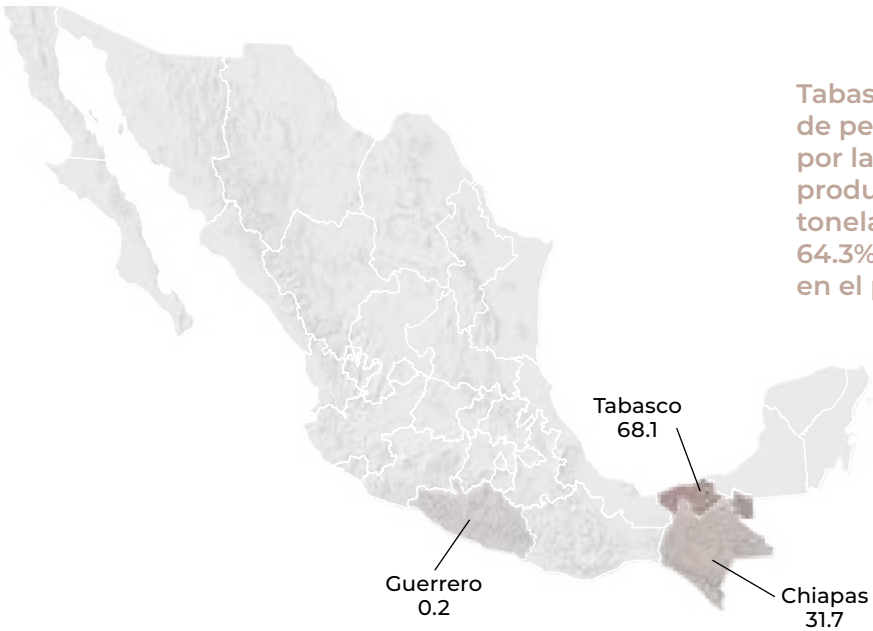 Tabas
de pe
por la
produ
tonela
64.3%
en el p
Tabasco
68.1
Guerrero
0.2
Chiapas
31.7